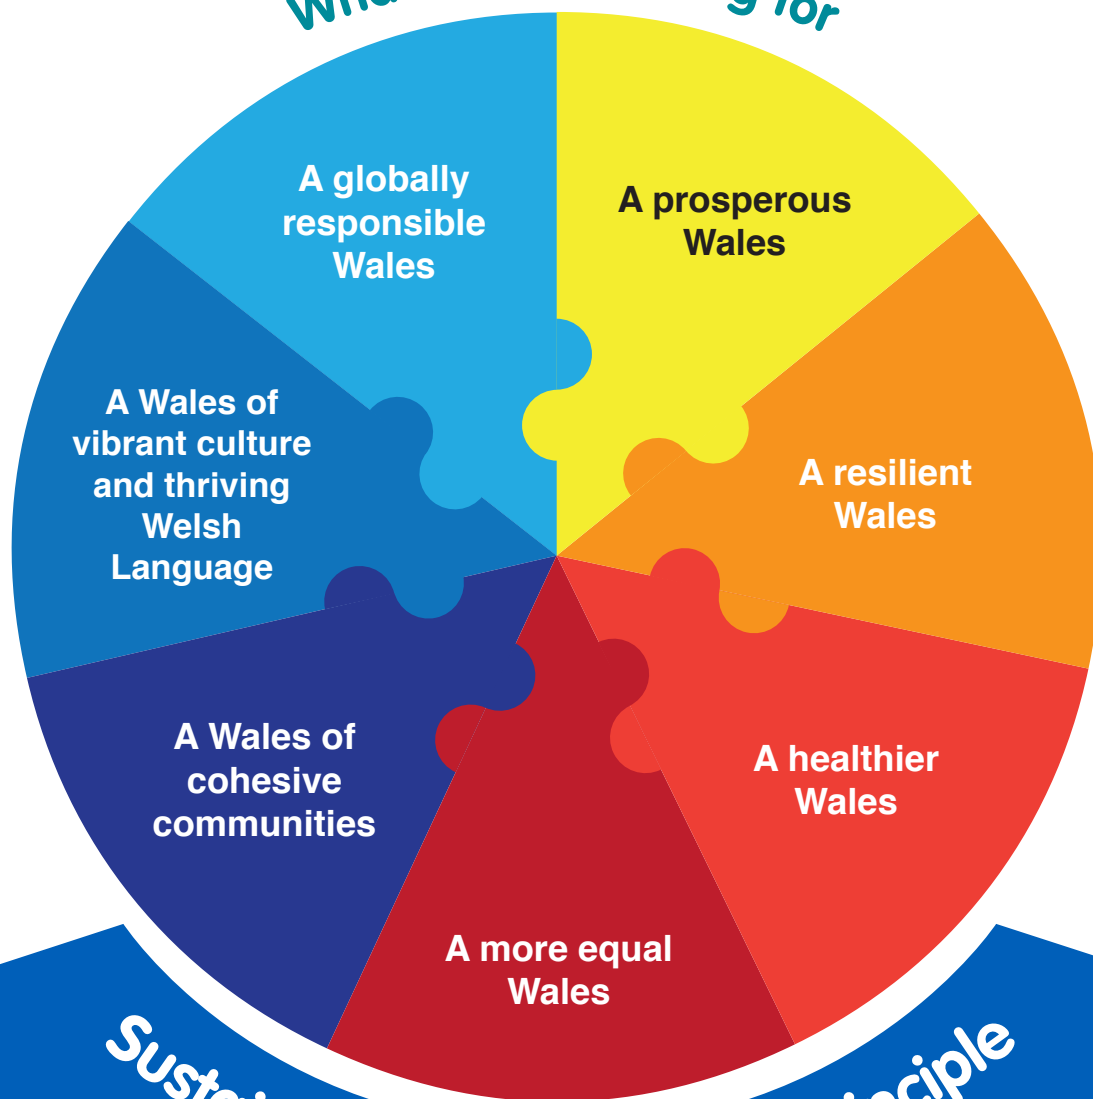 for
A globally
responsible
Wales
A prosperous
Wales
A Wales of
vibrant culture
and thriving
Welsh
Language
A resilient
Wales
A Wales of
cohesive
communities
A healthier
Wales
A more equal
Wales